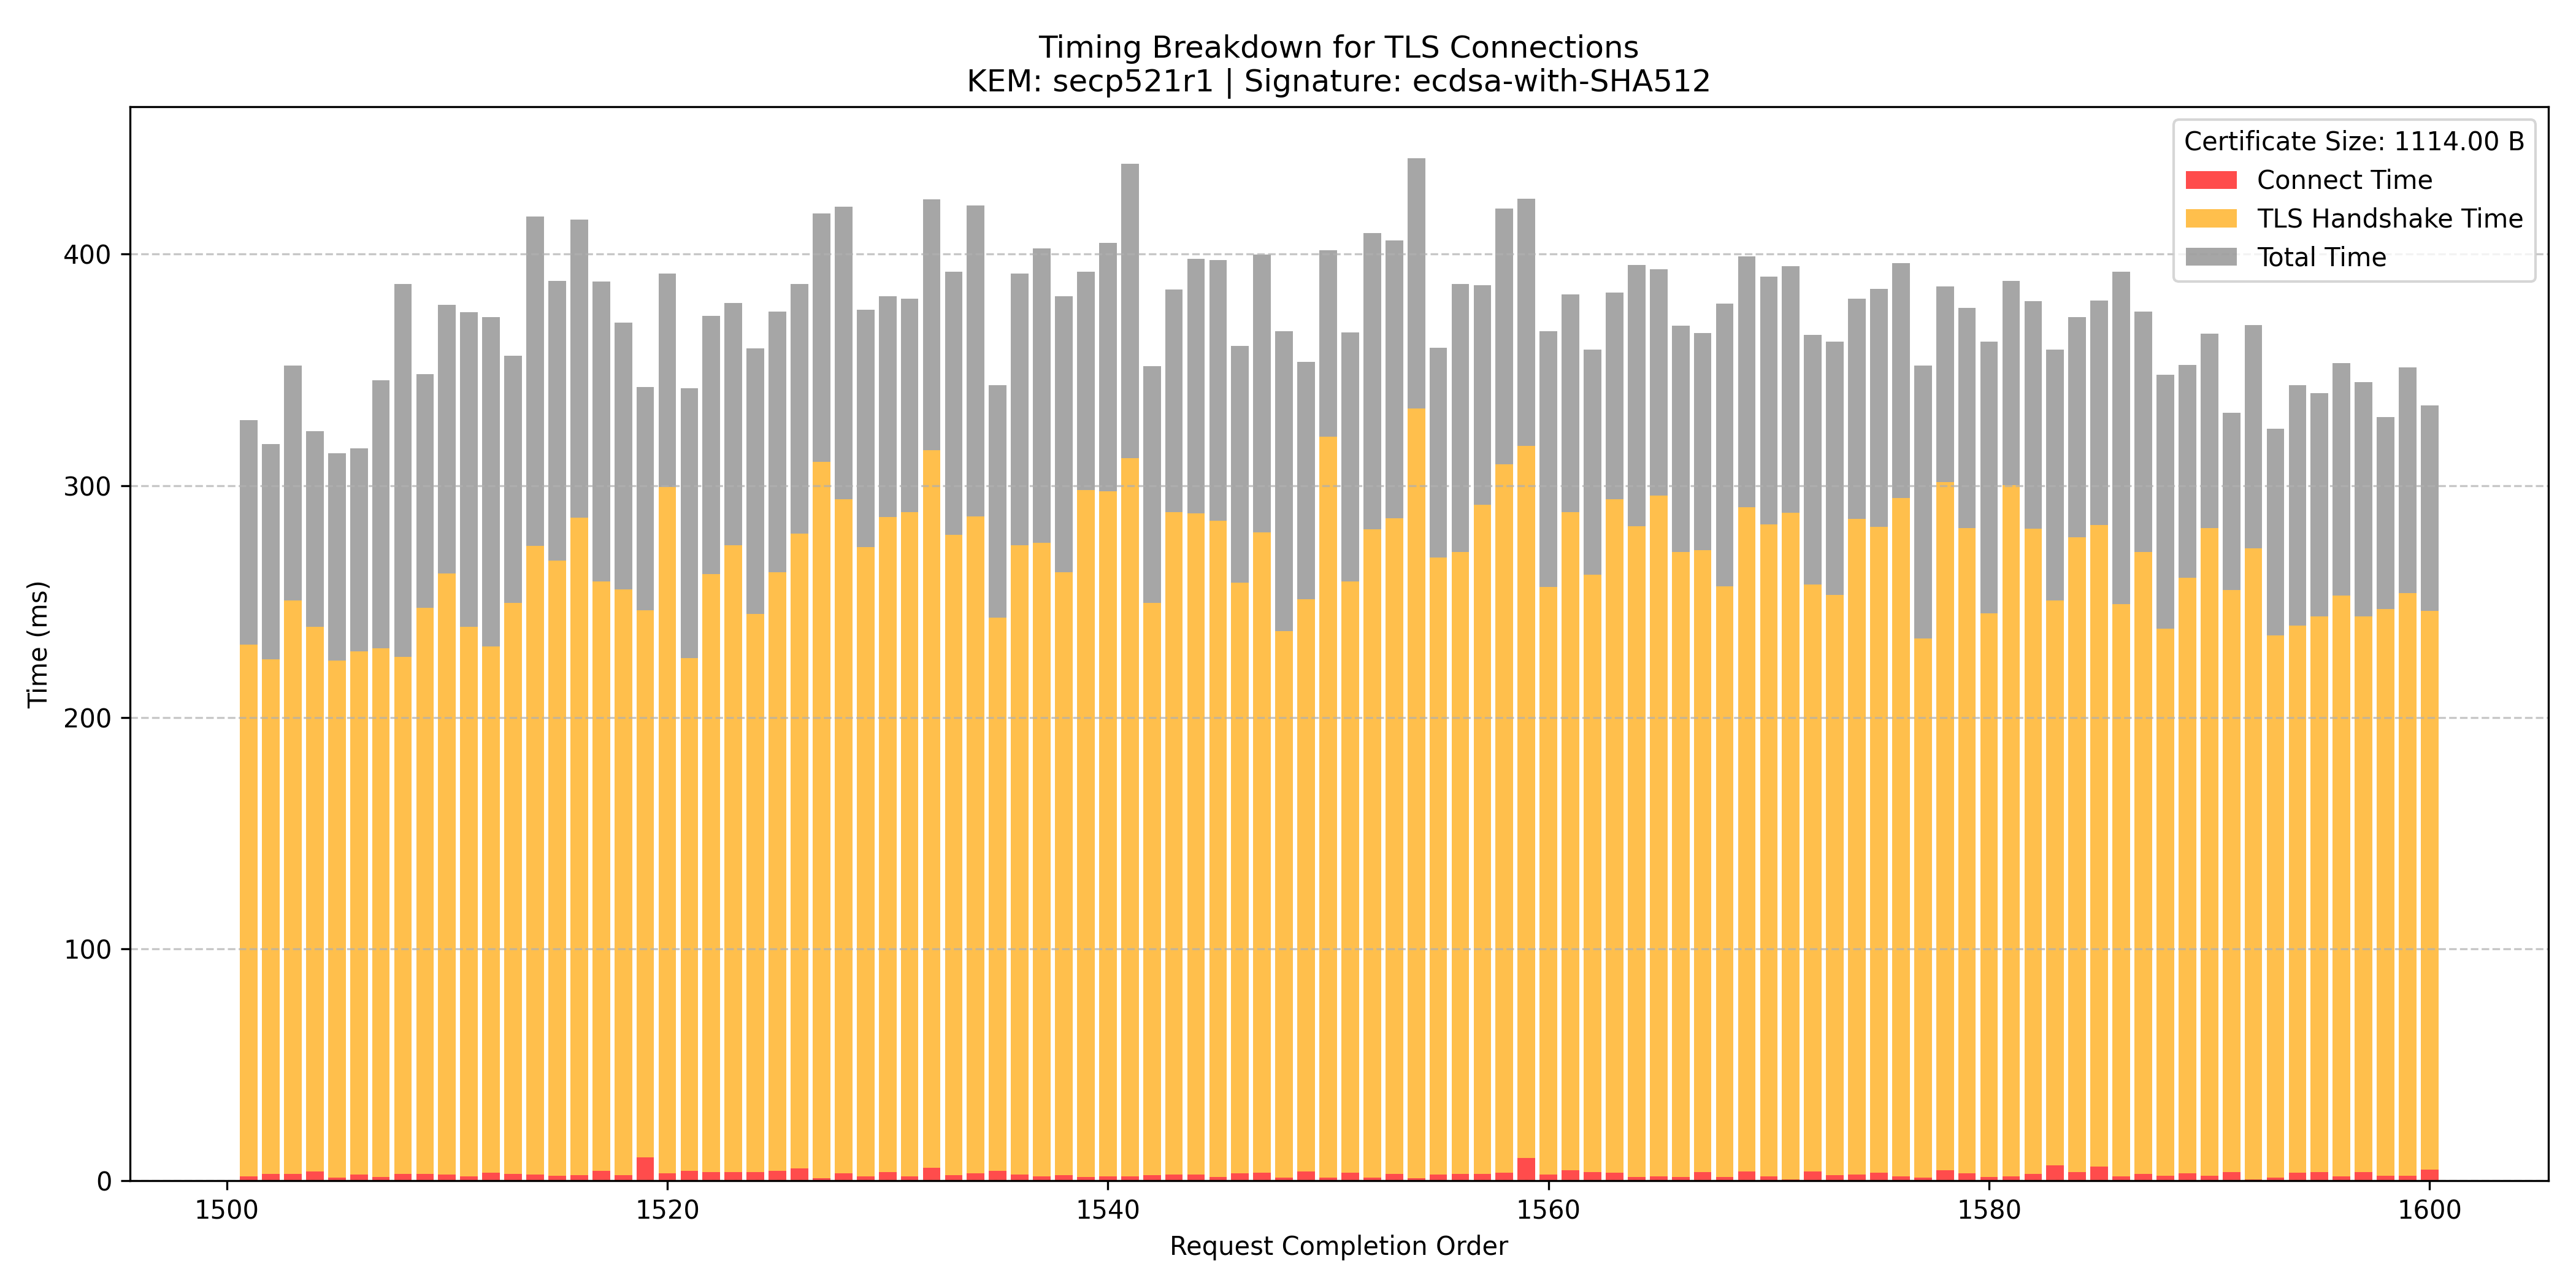 Timing Breakdown for TLS Connections
KEM: secp521r1 | Signature: ecdsa-with-SHA512
Certificate Size: 1114.00 B
Connect Time
TLS Handshake Time
Total Time
Time (ms)
400
300
200
100
0
1500 1520 1540 1560 1580 1600
Request Completion Order